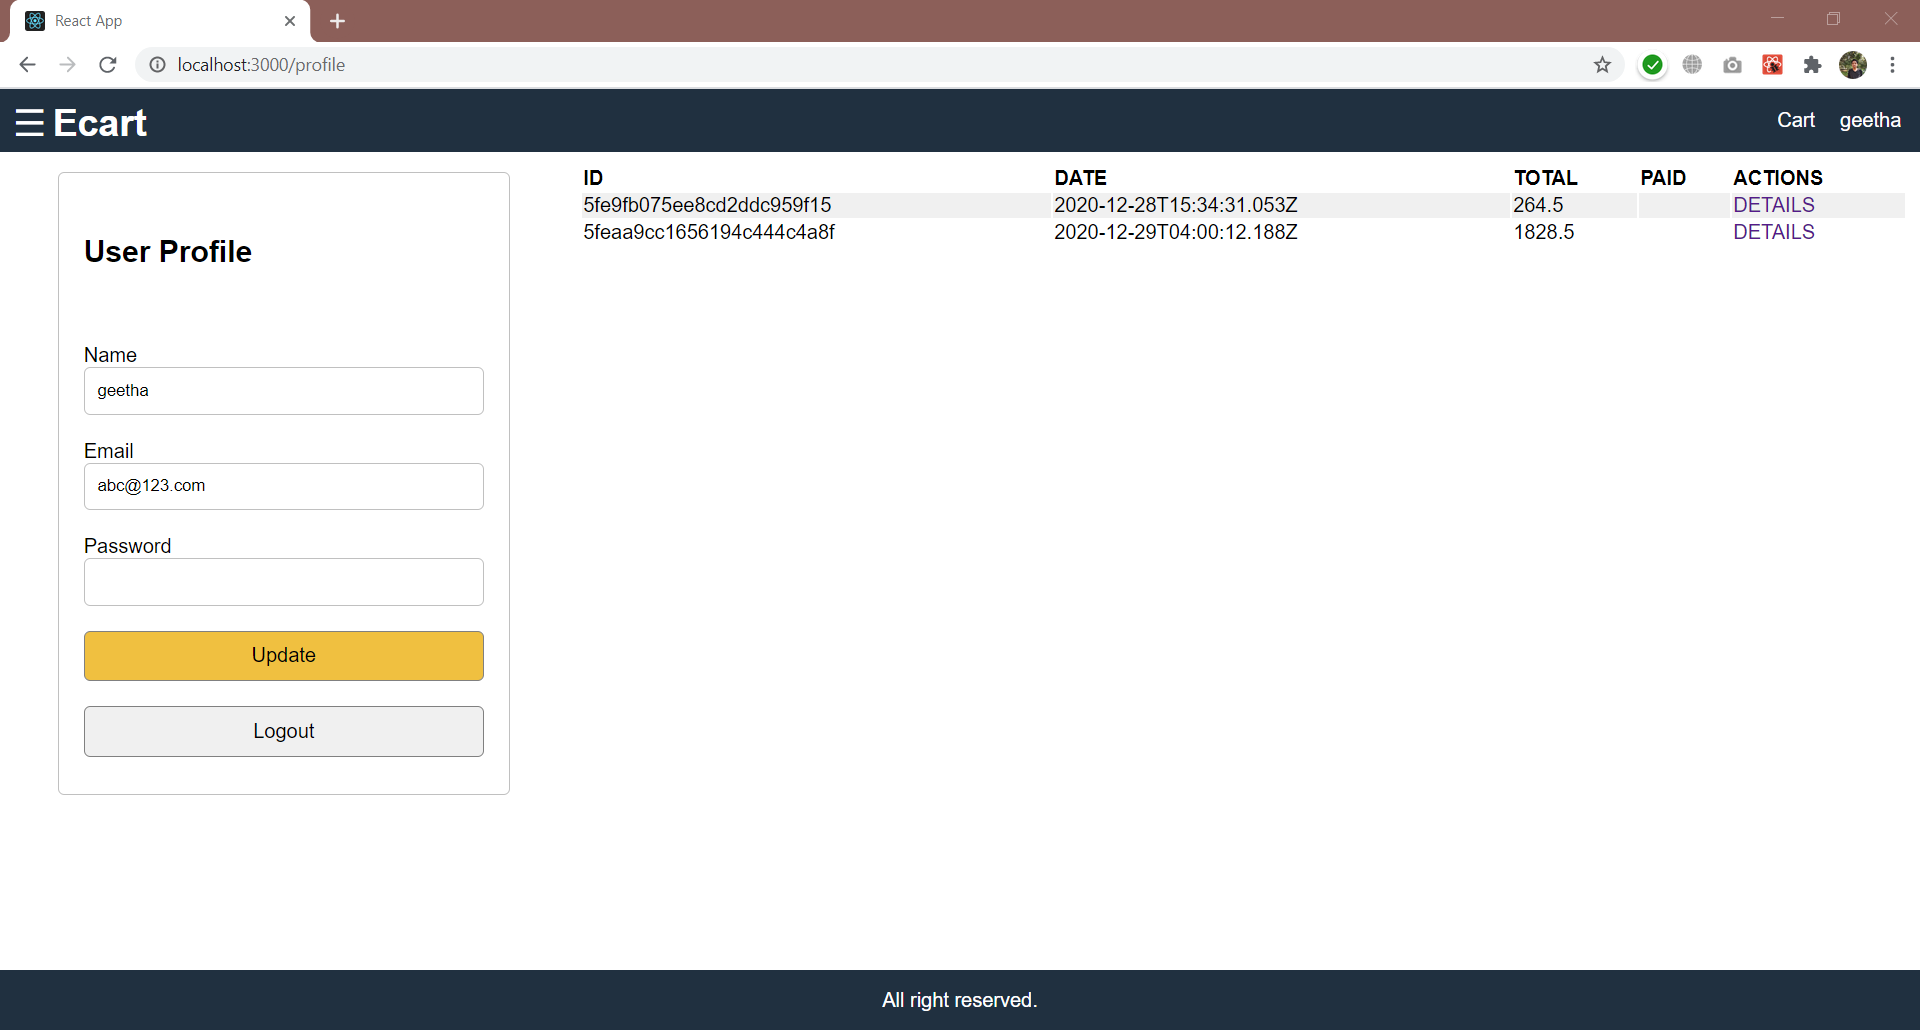 React App
localhost:3000/profile
☰ Ecart
Cart geetha
User Profile
Name
geetha
Email
abc@123.com
Password
Update
Logout
ID DATE TOTAL PAID ACTIONS
5fe9fb075ee8cd2ddc959f15 2020-12-28T15:34:31.053Z 264.5 DETAILS
5feaa9cc1656194c444c4a8f 2020-12-29T04:00:12.188Z 1828.5 DETAILS
All right reserved.